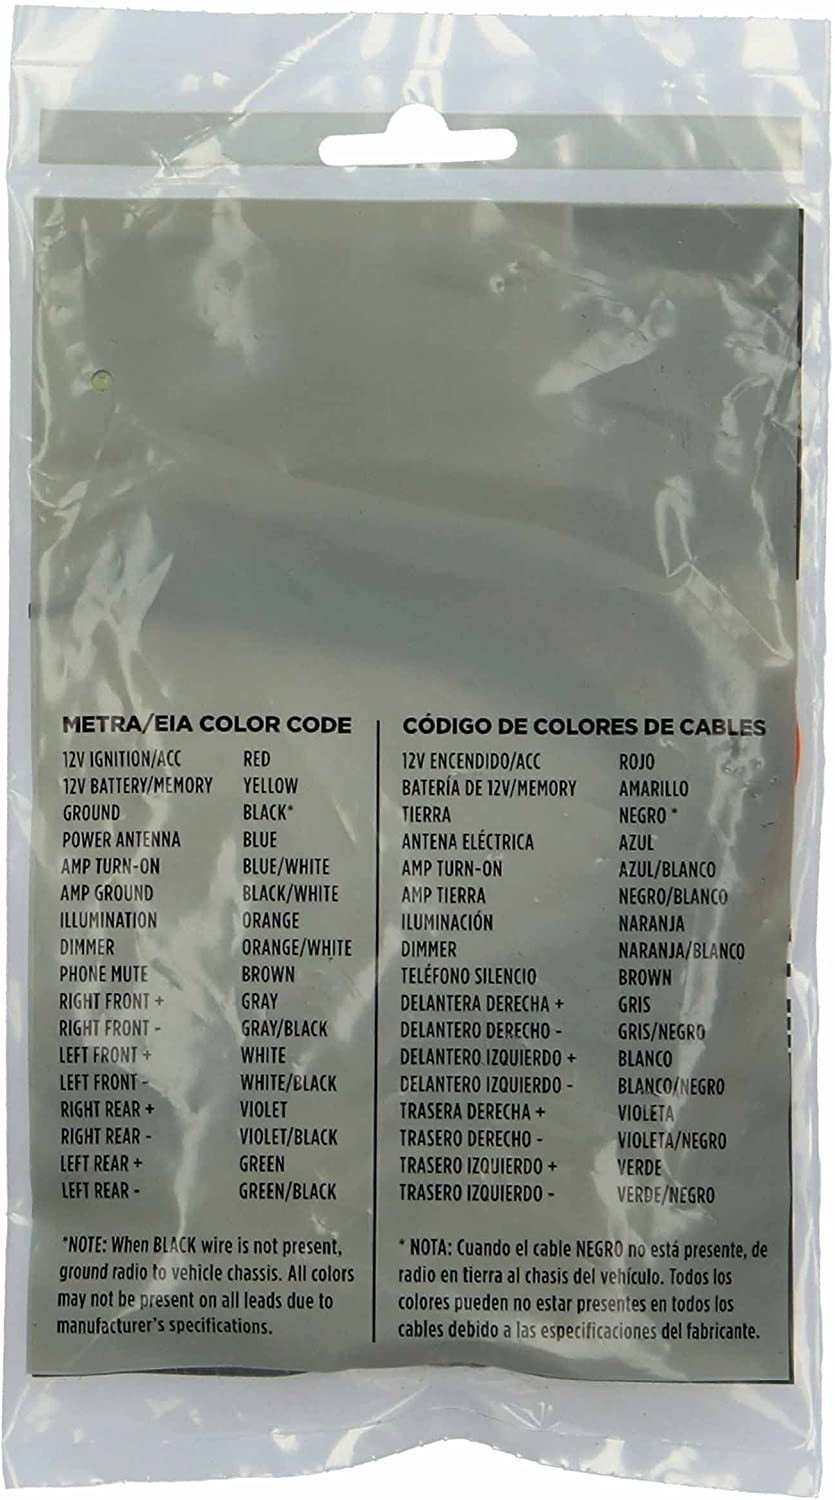 METRA/EIA COLOR CODE
12V IGNITION/ACC RED
12V BATTERY/MEMORY YELLOW
GROUND BLACK*
POWER ANTENNA BLUE
AMP TURN-ON BLUE/WHITE
AMP GROUND BLACK/WHITE
ILLUMINATION ORANGE
DIMMER ORANGE/WHITE
PHONE MUTE BROWN
RIGHT FRONT + GRAY
RIGHT FRONT - GRAY/BLACK
LEFT FRONT + WHITE
LEFT FRONT - WHITE/BLACK
RIGHT REAR + VIOLET
RIGHT REAR - VIOLET/BLACK
LEFT REAR + GREEN
LEFT REAR - GREEN/BLACK
*NOTE: When BLACK wire is not present,
ground radio to vehicle chassis. All colors
may not be present on all leads due to
manufacturer's specifications.
CÓDIGO DE COLORES DE CABLES
12V ENCENDIDO/ACC ROJO
BATERÍA DE 12V/MEMORY AMARILLO
TIERRA NEGRO *
ANTENA ELÉCTRICA AZUL
AMP TURN-ON AZUL/BLANCO
AMP TIERRA NEGRO/BLANCO
ILUMINACIÓN NARANJA
DIMMER NARANJA/BLANCO
TELÉFONO SILENCIO BROWN
DELANTERA DERECHA + GRIS
DELANTERO DERECHO - GRIS/NEGRO
DELANTERO IZQUIERDO + BLANCO
DELANTERO IZQUIERDO - BLANCO/NEGRO
TRASERA DERECHA + VIOLETA
TRASERO DERECHO - VIOLETA/NEGRO
TRASERO IZQUIERDO + VERDE
TRASERO IZQUIERDO - VERDE/NEGRO
* NOTA: Cuando el cable NEGRO no está presente, de
radio en tierra al chasis del vehículo. Todos los
colores pueden no estar presentes en todos los
cables debido a las especificaciones del fabricante.